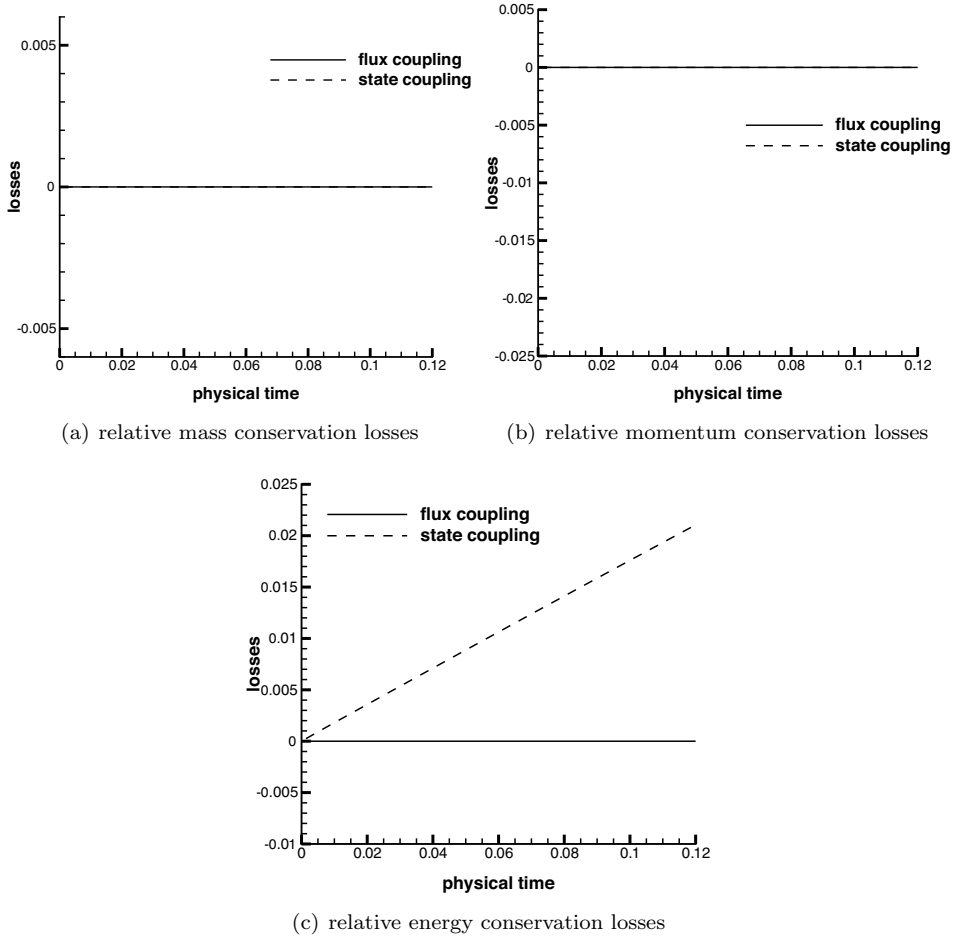 0.005
flux coupling
state coupling
losses
0
-0.005
0 0.02 0.04 0.06 0.08 0.1 0.12
physical time
(a) relative mass conservation losses
0.005
0
-0.005
flux coupling
state coupling
losses
-0.01
-0.015
-0.02
-0.025
0 0.02 0.04 0.06 0.08 0.1 0.12
physical time
(b) relative momentum conservation losses
0.025
flux coupling
0.02
state coupling
0.015
0.01
losses
0.005
0
-0.005
-0.01
0 0.02 0.04 0.06 0.08 0.1 0.12
physical time
(c) relative energy conservation losses